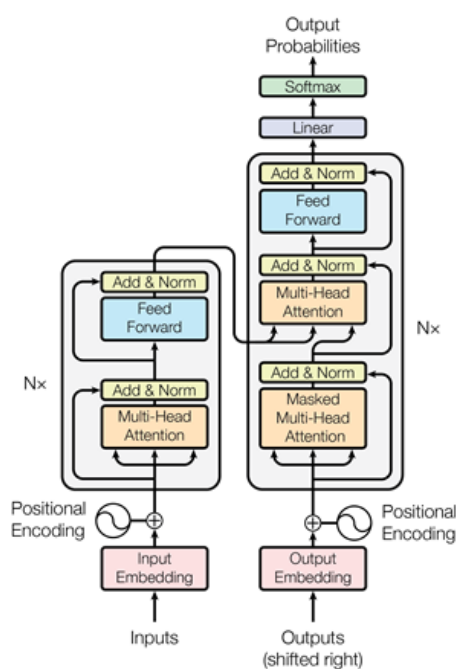 Output
Probabilities
Softmax
Linear
Add & Norm
Feed
Forward
Add & Norm
Multi-Head
Attention
Nx
Add & Norm
Masked
Multi-Head
Attention
Positional
Encoding
Output
Embedding
Outputs
(shifted right)
Add & Norm
Feed
Forward
Nx
Add & Norm
Multi-Head
Attention
Positional
Encoding
Input
Embedding
Inputs